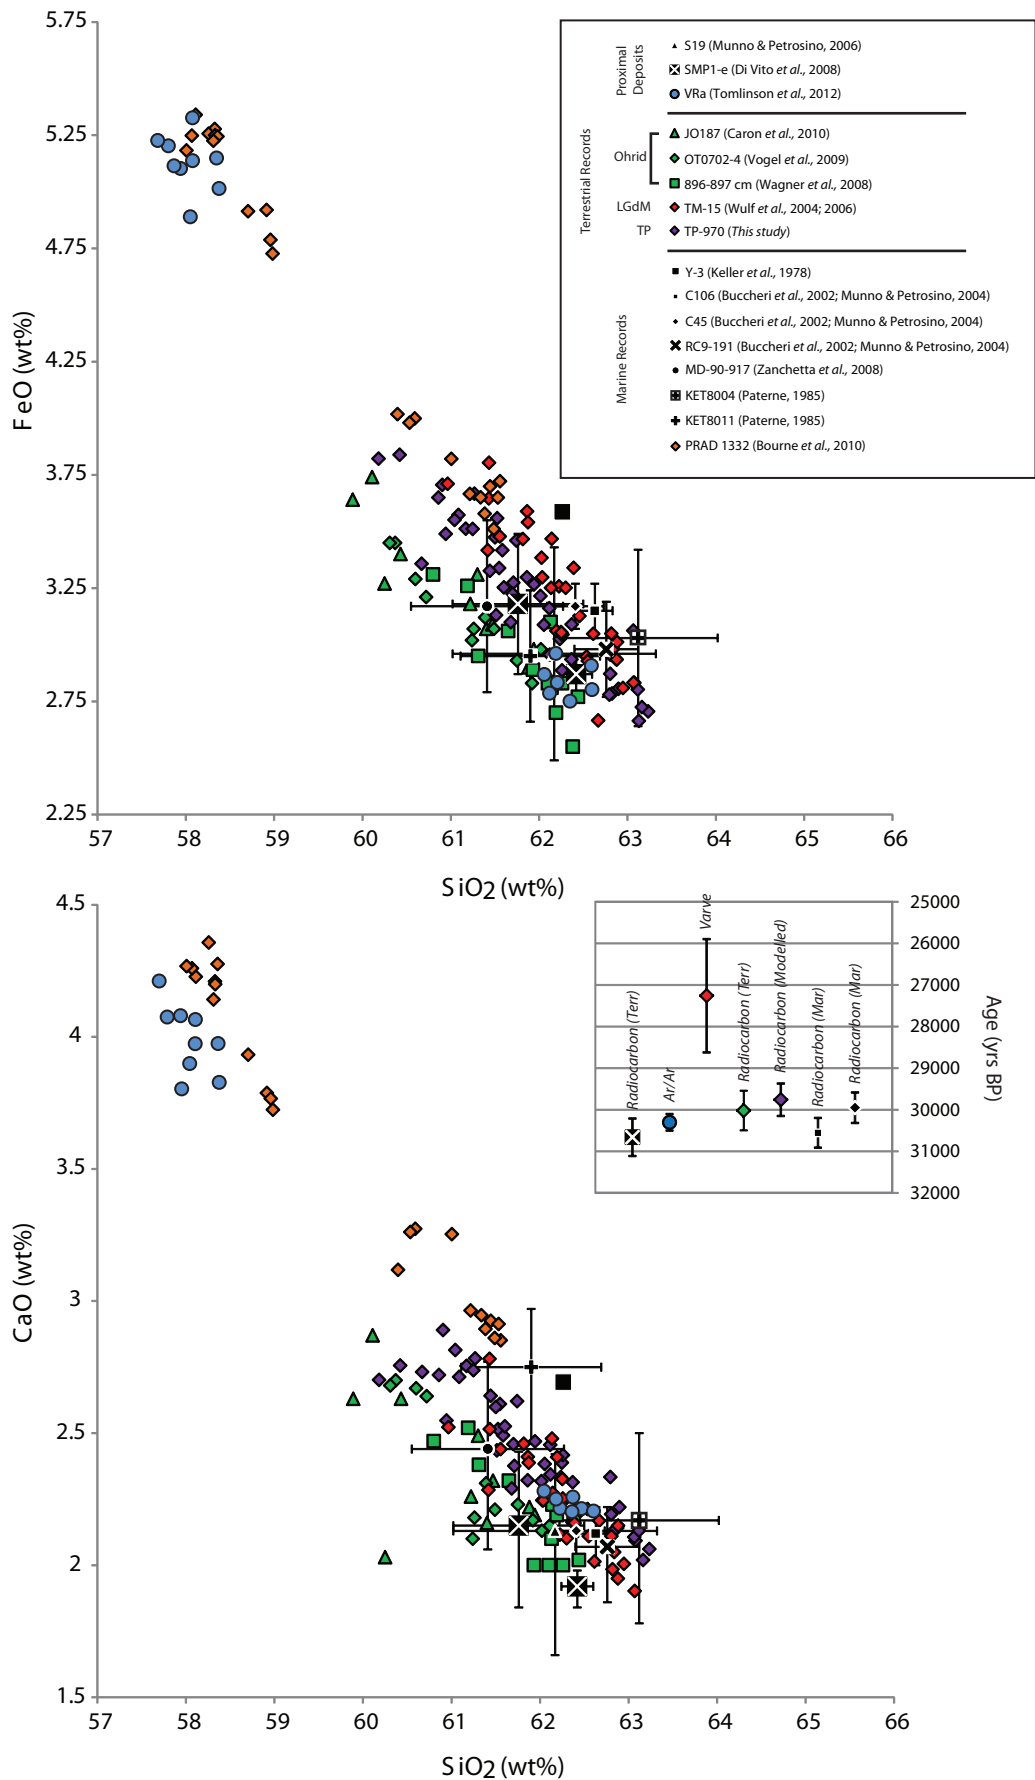 5.75
5.25
4.75
4.25
3.75
3.25
2.75
2.25
FeO (wt%)
57 58 59 60 61 62 63 64 65 66
SiO2 (wt%)
Proximal Deposits
S19 (Munno & Petrosino, 2006)
SMP1-e (Di Vito et al., 2008)
VRa (Tomlinson et al., 2012)
Terrestrial Records
Ohrid
JO187 (Caron et al., 2010)
OT0702-4 (Vogel et al., 2009)
896-897 cm (Wagner et al., 2008)
LGdM TM-15 (Wulf et al., 2004; 2006)
TP TP-970 (This study)
Marine Records
Y-3 (Keller et al., 1978)
C106 (Buccheri et al., 2002; Munno & Petrosino, 2004)
C45 (Buccheri et al., 2002; Munno & Petrosino, 2004)
RC9-191 (Buccheri et al., 2002; Munno & Petrosino, 2004)
MD-90-917 (Zanchetta et al., 2008)
KET8004 (Paterne, 1985)
KET8011 (Paterne, 1985)
PRAD 1332 (Bourne et al., 2010)
4.5
4
3.5
3
2.5
2
1.5
CaO (wt%)
57 58 59 60 61 62 63 64 65 66
SiO2 (wt%)
Radiocarbon (Terr)
Ar/Ar
Varve
Radiocarbon (Terr)
Radiocarbon (Modelled)
Radiocarbon (Mar)
Radiocarbon (Mar)
25000
26000
27000
28000
29000
30000
31000
32000
Age (yrs BP)